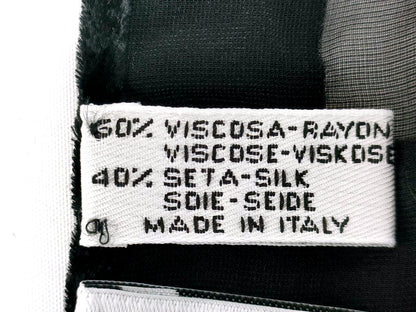 60% VISCOSA-RAYON
VISCOSE-VISKOSE
40% SETA-SILK
SOIE-SEIDE
MADE IN ITALY